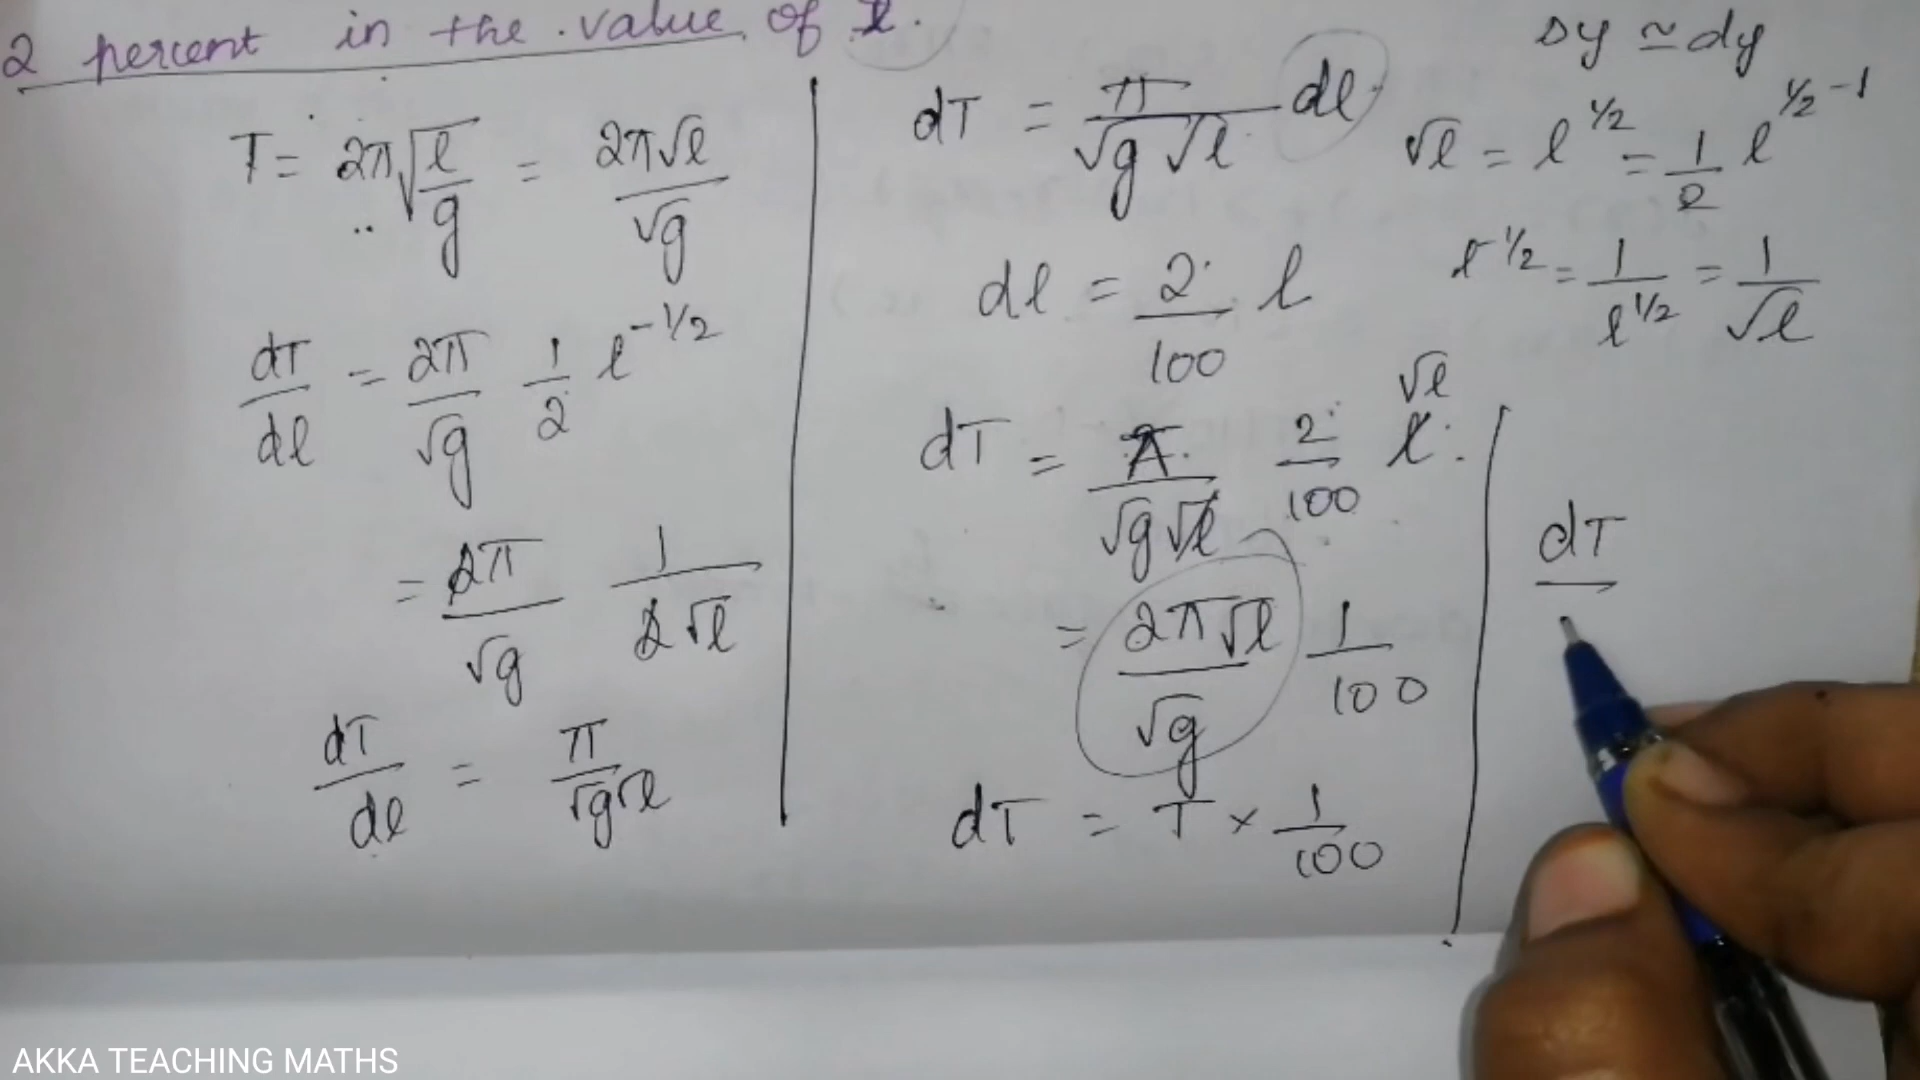 2 percent in the value of l.
T = 2π√(l/g) = 2π√l/√g
dT/dl = 2π/√g 1/2 l^-1/2
= 2π/√g 1/2√l
dT/dl = π/√g√l
dT = π/√g√l dl
dl = 2/100 l
dT = π/√g√l 2/100 l √l
= 2π√l/√g 1/100
dT = T × 1/100
Δy ≃ dy
√l = l^1/2 = 1/2 l^1/2-1
l^-1/2 = 1/l^1/2 = 1/√l
dT
AKKA TEACHING MATHS